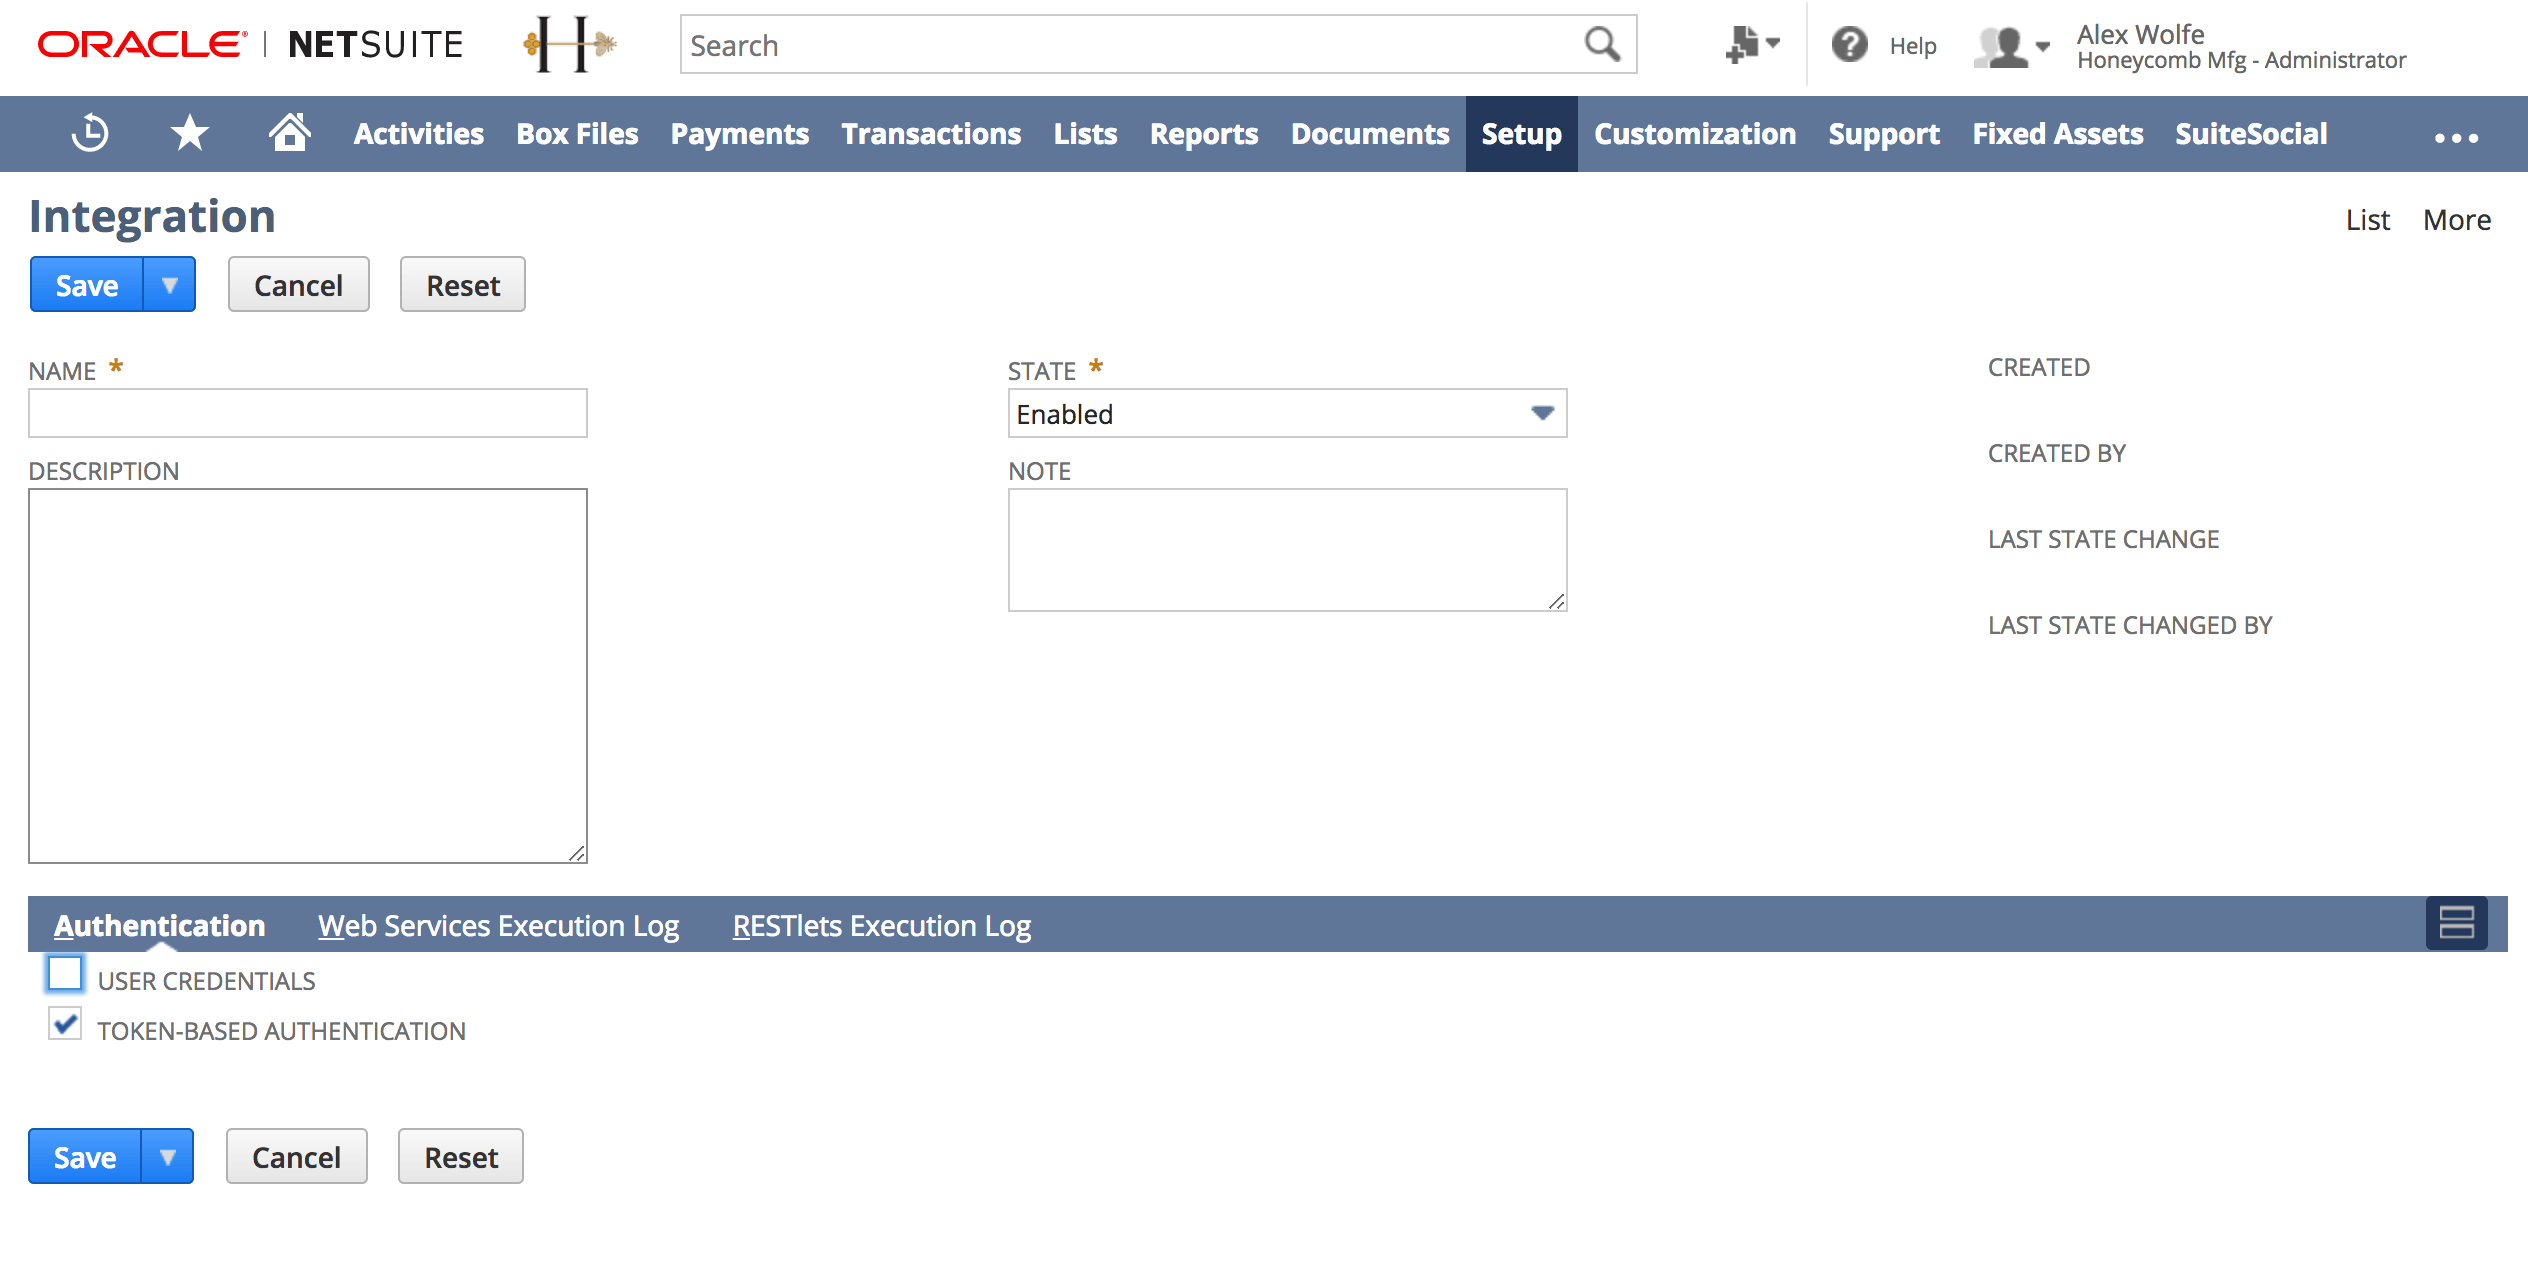 ORACLE® | NETSUITE
H
Search
Help
Alex Wolfe
Honeycomb Mfg - Administrator
Activities Box Files Payments Transactions Lists Reports Documents Setup Customization Support Fixed Assets SuiteSocial
Integration
List More
Save Cancel Reset
NAME *
STATE *
CREATED
Enabled
CREATED BY
DESCRIPTION
NOTE
LAST STATE CHANGE
LAST STATE CHANGED BY
Authentication Web Services Execution Log RESTlets Execution Log
USER CREDENTIALS
TOKEN-BASED AUTHENTICATION
Save Cancel Reset